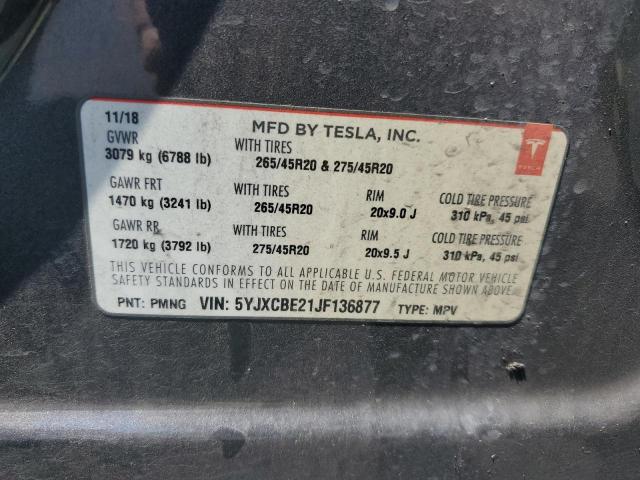 11/18
MFD BY TESLA, INC.
GVWR
3079 kg (6788 lb)
WITH TIRES
265/45R20 & 275/45R20
TESLA
GAWR FRT
1470 kg (3241 lb)
WITH TIRES
265/45R20
RIM
20x9.0 J
COLD TIRE PRESSURE
310 kPa, 45 psi
GAWR RR
1720 kg (3792 lb)
WITH TIRES
275/45R20
RIM
20x9.5 J
COLD TIRE PRESSURE
310 kPa, 45 psi
THIS VEHICLE CONFORMS TO ALL APPLICABLE U.S. FEDERAL MOTOR VEHICLE
SAFETY STANDARDS IN EFFECT ON THE DATE OF MANUFACTURE SHOWN ABOVE.
PNT: PMNG VIN: 5YJXCBE21JF136877 TYPE: MPV